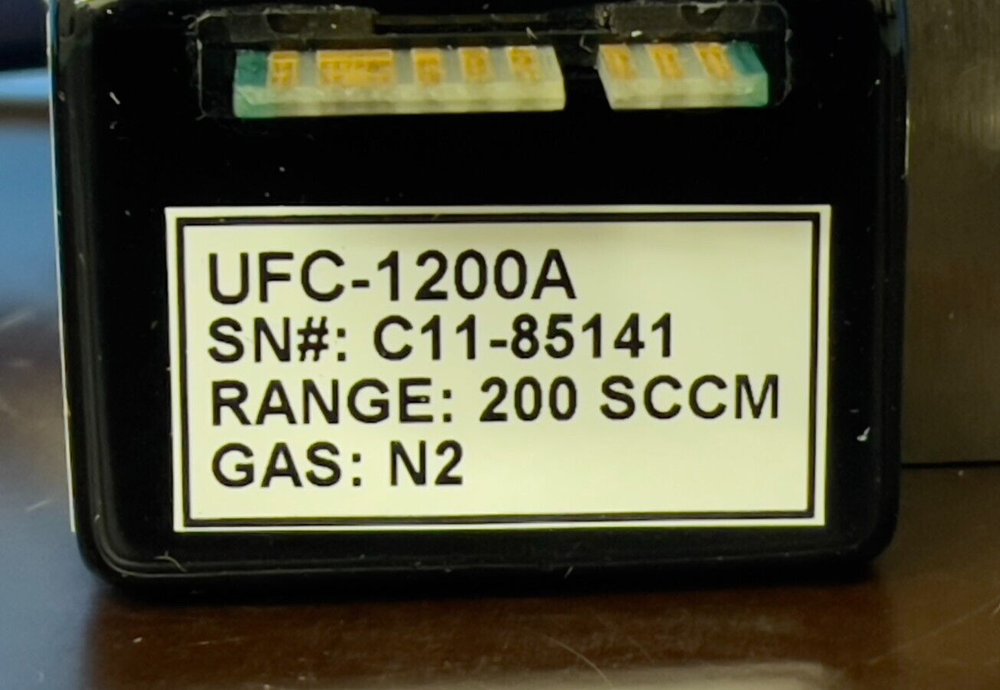 UFC-1200A
SN#: C11-85141
RANGE: 200 SCCM
GAS: N2